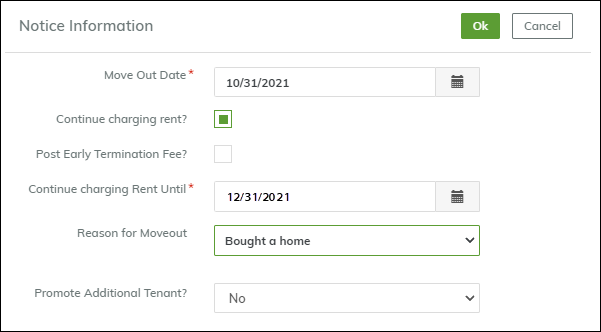 Notice Information Ok Cancel
Move Out Date * 10/31/2021
Continue charging rent?
Post Early Termination Fee?
Continue charging Rent Until * 12/31/2021
Reason for Moveout Bought a home
Promote Additional Tenant? No